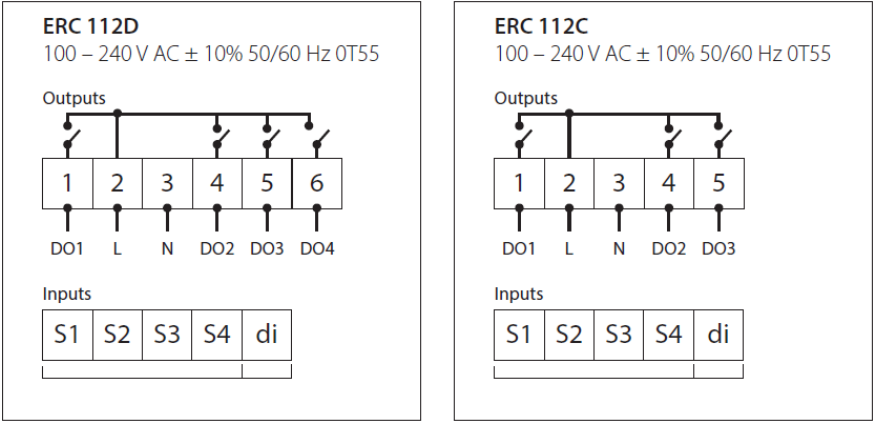 ERC 112D
100 – 240 V AC ± 10% 50/60 Hz 0T55
Outputs
1 2 3 4 5 6
DO1 L N DO2 DO3 DO4
Inputs
S1 S2 S3 S4 di
ERC 112C
100 – 240 V AC ± 10% 50/60 Hz 0T55
Outputs
1 2 3 4 5
DO1 L N DO2 DO3
Inputs
S1 S2 S3 S4 di